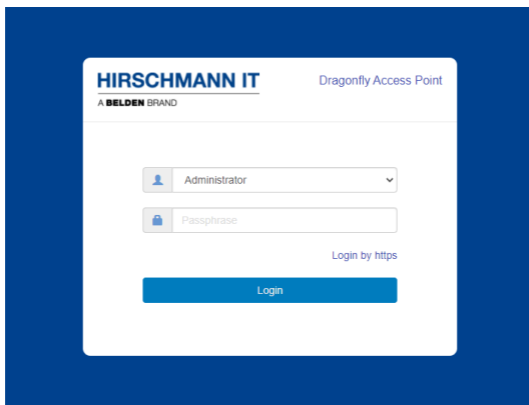 HIRSCHMANN IT
A BELDEN BRAND
Dragonfly Access Point
Administrator
Passphrase
Login by https
Login